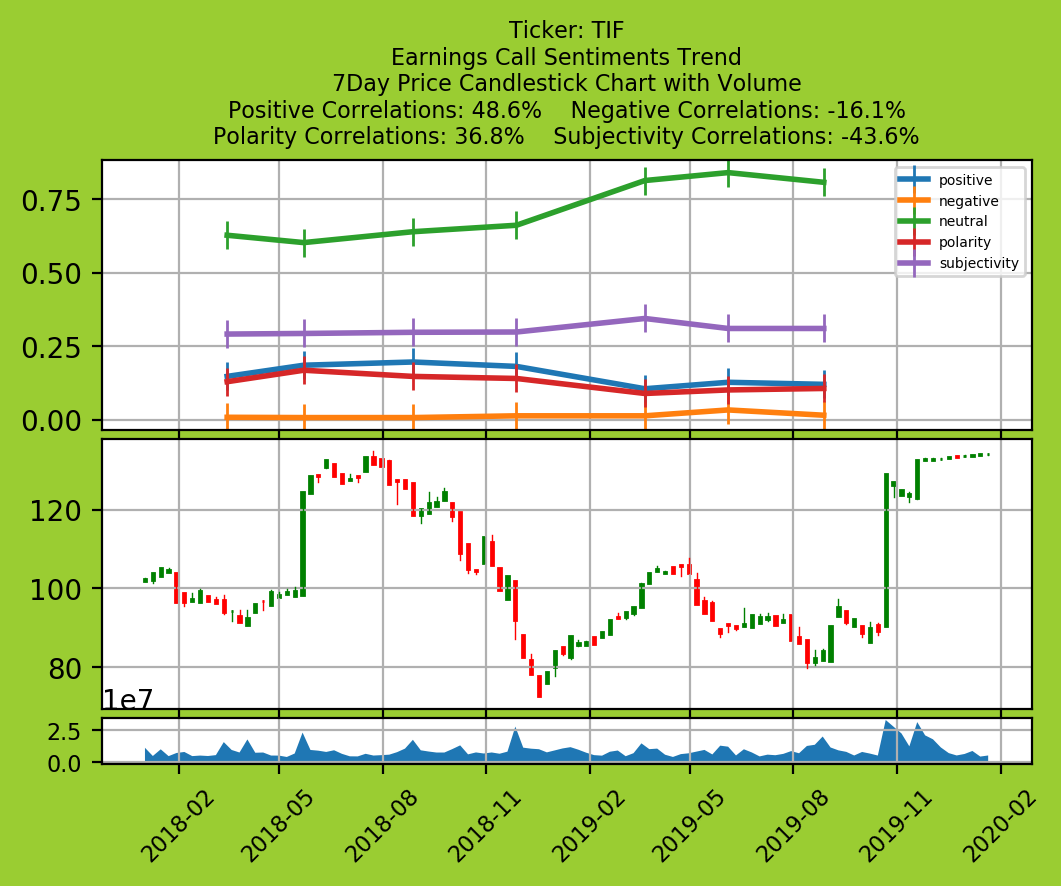 Ticker: TIF
Earnings Call Sentiments Trend
7Day Price Candlestick Chart with Volume
Positive Correlations: 48.6%    Negative Correlations: -16.1%
Polarity Correlations: 36.8%    Subjectivity Correlations: -43.6%
0.75
0.50
0.25
0.00
positive
negative
neutral
polarity
subjectivity
120
100
80
1e7
2.5
0.0
2018-02
2018-05
2018-08
2018-11
2019-02
2019-05
2019-08
2019-11
2020-02